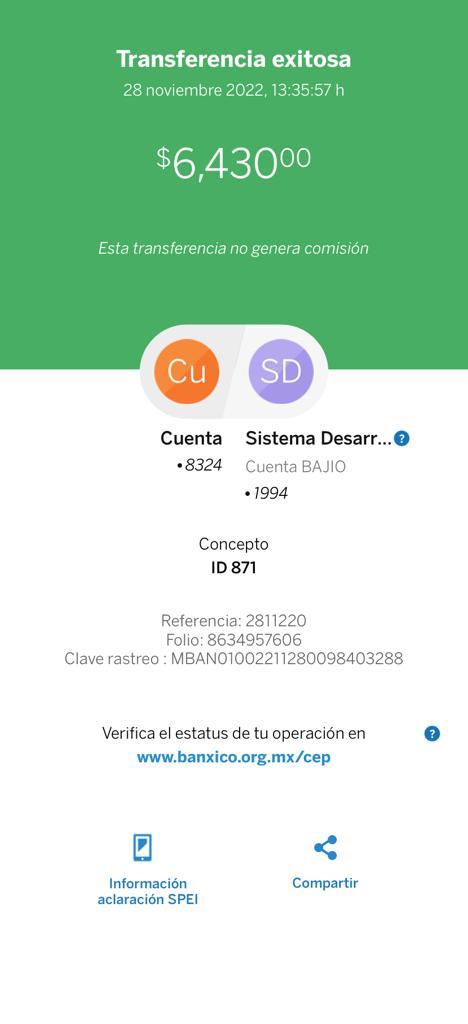 Transferencia exitosa
28 noviembre 2022, 13:35:57 h
$6,43000
Esta transferencia no genera comisión
Cu SD
Cuenta Sistema Desarr... ?
•8324 Cuenta BAJIO
•1994
Concepto
ID 871
Referencia: 2811220
Folio: 8634957606
Clave rastreo : MBAN01002211280098403288
Verifica el estatus de tu operación en ?
www.banxico.org.mx/cep
Información Compartir
aclaración SPEI